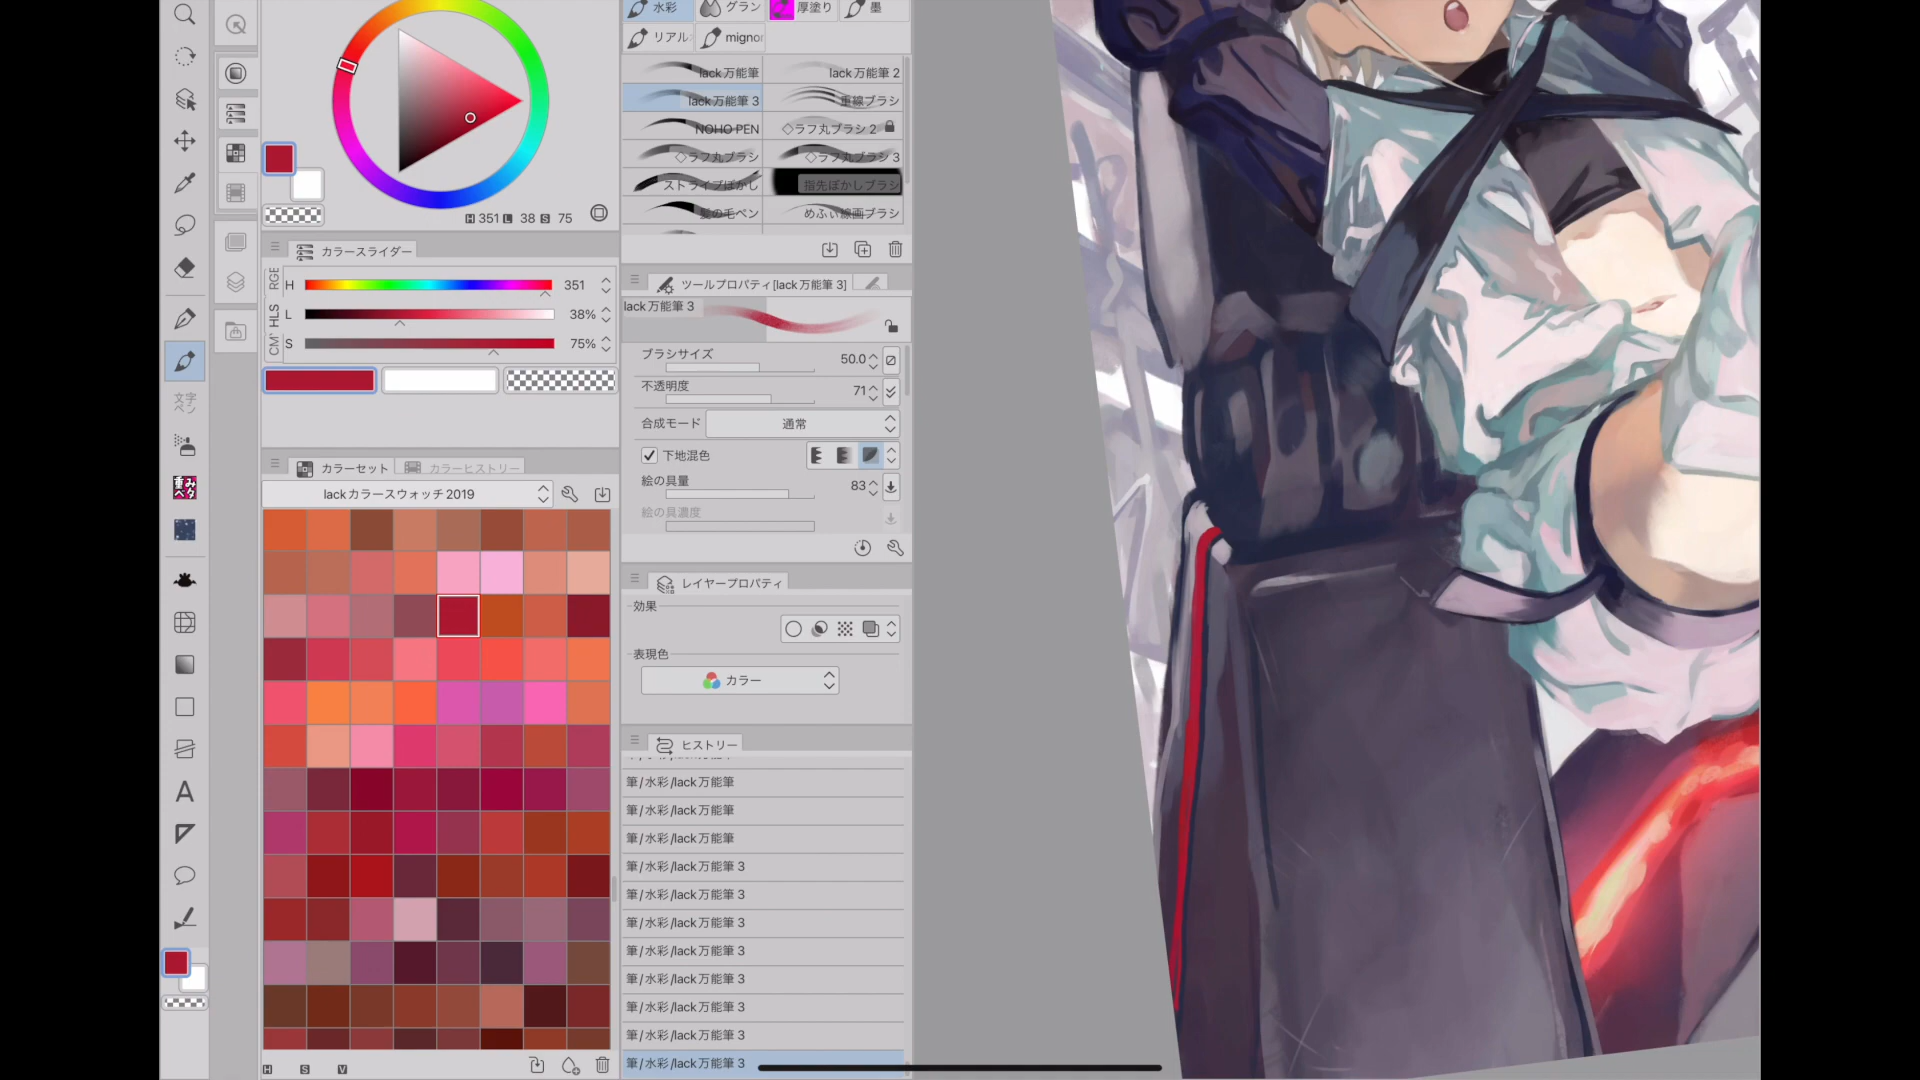 水彩
グラン
厚塗り
墨
リアル
migno
lack万能筆
lack万能筆 2
lack万能筆 3
重線ブラシ
NOHO PEN
◇ラフ丸ブラシ 2
◇ラフ丸ブラシ
◇ラフ丸ブラシ 3
ストライプぼかし
指先ぼかしブラシ
髪の毛ペン
めふぃ線画ブラシ
H 351 L 38 S 75
カラースライダー
H 351
L 38%
S 75%
HLS
ツールプロパティ[lack万能筆 3]
lack万能筆 3
ブラシサイズ 50.0
不透明度 71
合成モード 通常
下地混色
絵の具量 83
絵の具濃度
文字
ペン
カラーセット
カラーヒストリー
lackカラースウォッチ2019
レイヤープロパティ
効果
表現色
カラー
ヒストリー
筆/水彩/lack万能筆
筆/水彩/lack万能筆
筆/水彩/lack万能筆
筆/水彩/lack万能筆 3
筆/水彩/lack万能筆 3
筆/水彩/lack万能筆 3
筆/水彩/lack万能筆 3
筆/水彩/lack万能筆 3
筆/水彩/lack万能筆 3
筆/水彩/lack万能筆 3
筆/水彩/lack万能筆 3
H S V